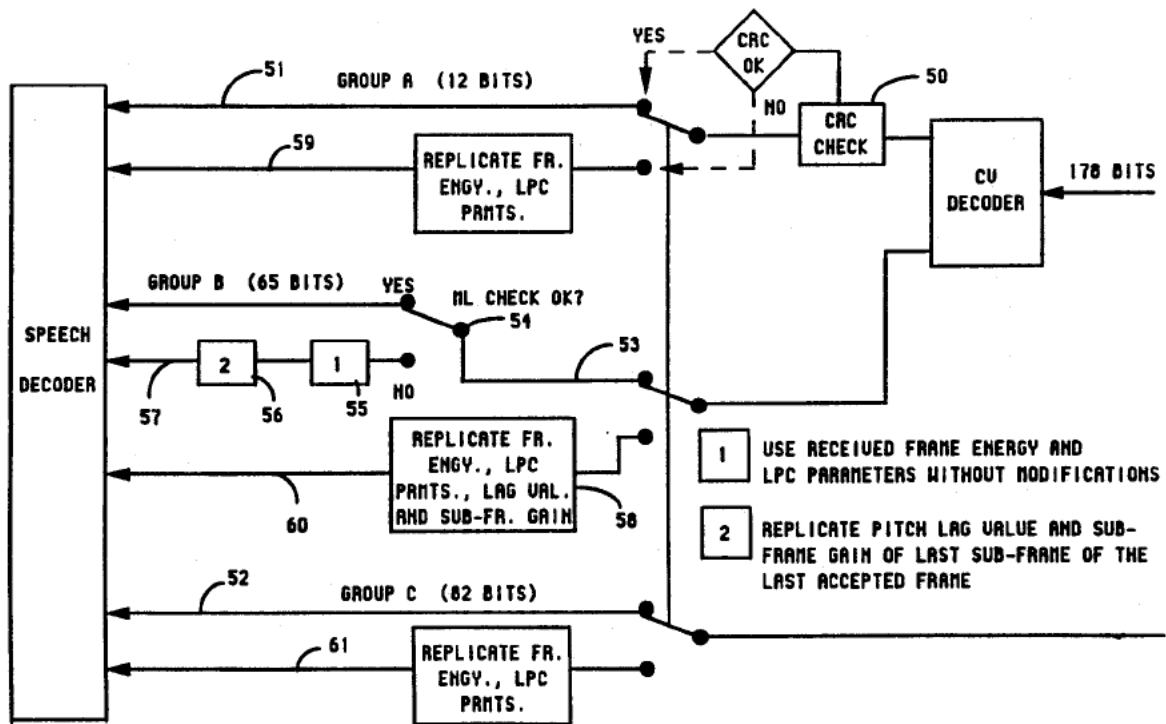 YES
CRC
OK
NO
51
GROUP A (12 BITS)
50
CRC
CHECK
59
REPLICATE FR.
ENGY., LPC
PRMTS.
CV
DECODER
178 BITS
GROUP B (65 BITS)
YES
ML CHECK OK?
54
53
SPEECH
DECODER
2
1
57
56
55
NO
REPLICATE FR.
ENGY., LPC
PRMTS., LAG VAL.
AND SUB-FR. GAIN
60
58
1
USE RECEIVED FRAME ENERGY AND
LPC PARAMETERS WITHOUT MODIFICATIONS
2
REPLICATE PITCH LAG VALUE AND SUB-
FRAME GAIN OF LAST SUB-FRAME OF THE
LAST ACCEPTED FRAME
52
GROUP C (82 BITS)
61
REPLICATE FR.
ENGY., LPC
PRMTS.